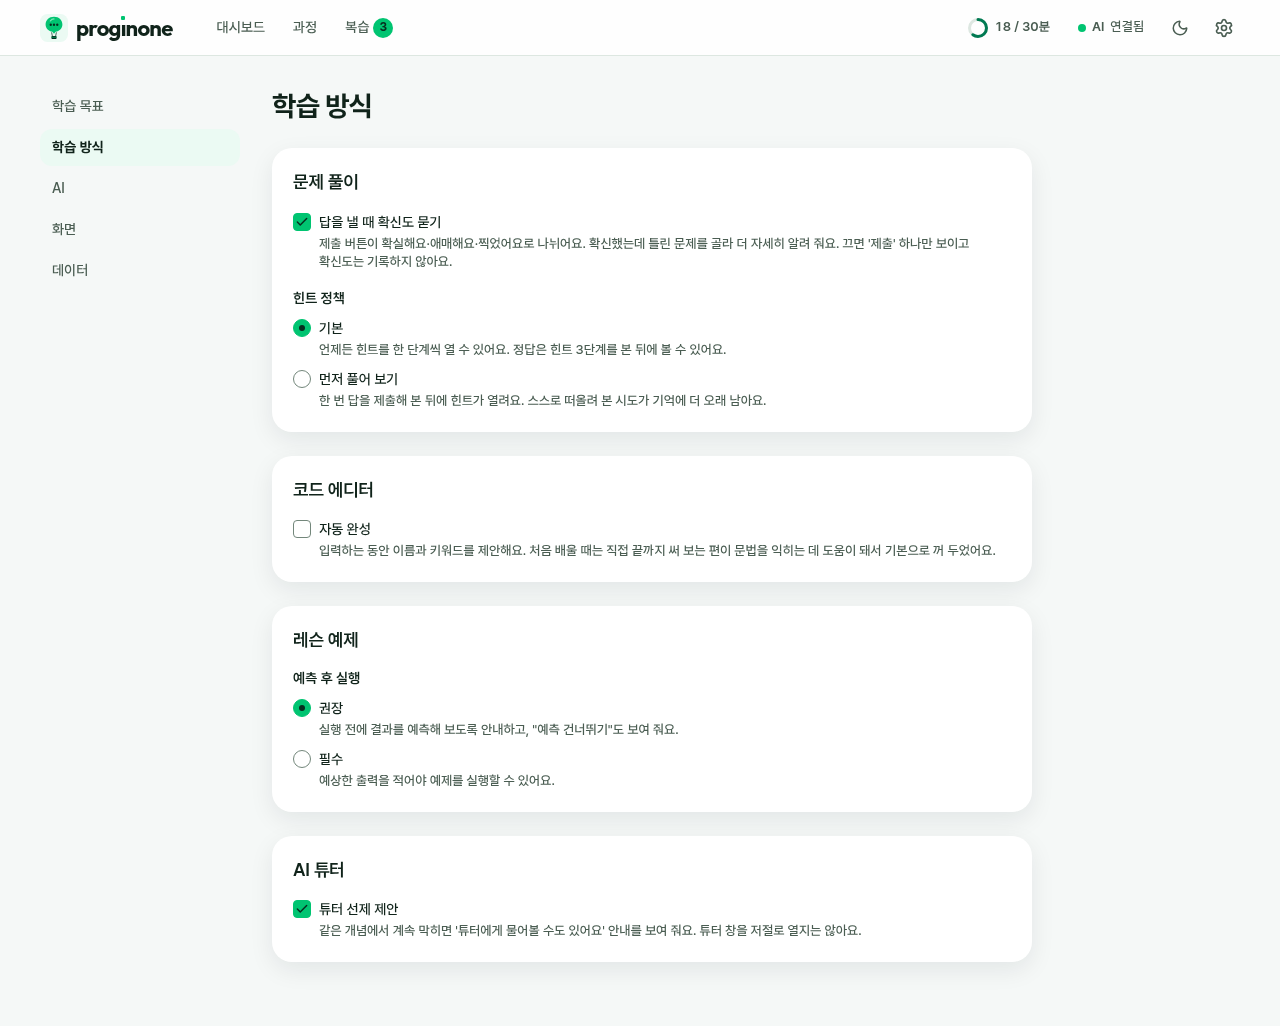 proginone
대시보드
과정
복습 3
18 / 30분
AI 연결됨
학습 목표
학습 방식
AI
화면
데이터
학습 방식
문제 풀이
답을 낼 때 확신도 묻기
제출 버튼이 확실해요·애매해요·찍었어요로 나뉘어요. 확신했는데 틀린 문제를 골라 더 자세히 알려 줘요. 끄면 '제출' 하나만 보이고
확신도는 기록하지 않아요.
힌트 정책
기본
언제든 힌트를 한 단계씩 열 수 있어요. 정답은 힌트 3단계를 본 뒤에 볼 수 있어요.
먼저 풀어 보기
한 번 답을 제출해 본 뒤에 힌트가 열려요. 스스로 떠올려 본 시도가 기억에 더 오래 남아요.
코드 에디터
자동 완성
입력하는 동안 이름과 키워드를 제안해요. 처음 배울 때는 직접 끝까지 써 보는 편이 문법을 익히는 데 도움이 돼서 기본으로 꺼 두었어요.
레슨 예제
예측 후 실행
권장
실행 전에 결과를 예측해 보도록 안내하고, "예측 건너뛰기"도 보여 줘요.
필수
예상한 출력을 적어야 예제를 실행할 수 있어요.
AI 튜터
튜터 선제 제안
같은 개념에서 계속 막히면 '튜터에게 물어볼 수도 있어요' 안내를 보여 줘요. 튜터 창을 저절로 열지는 않아요.